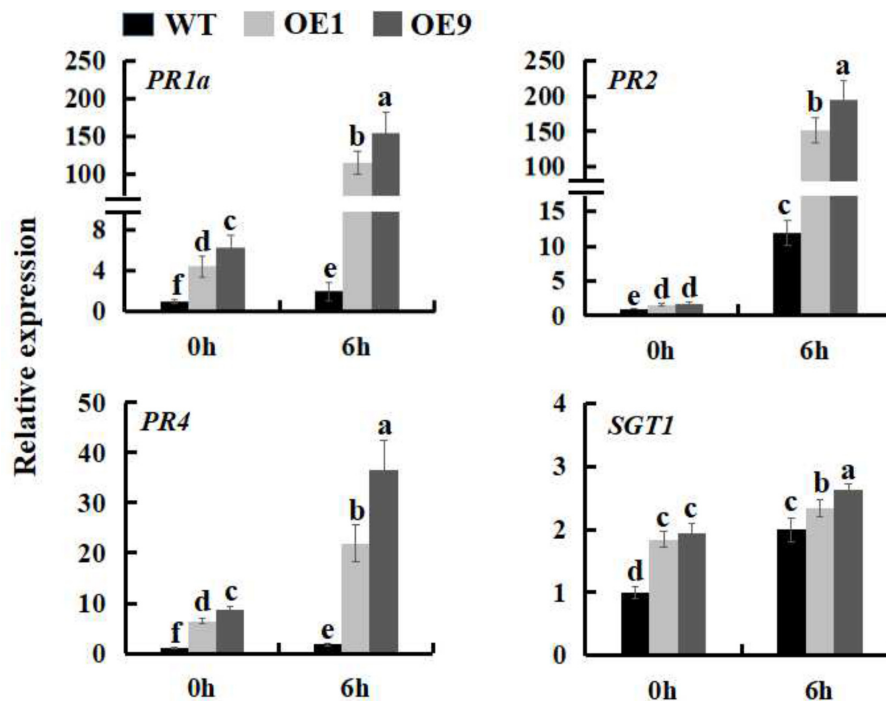 WT OE1 OE9
Relative expression
PR1a
250
200
150
100
8
4
0
f d c e b a
0h 6h
PR2
250
200
150
100
15
10
5
0
e d d c b a
0h 6h
PR4
50
40
30
20
10
0
f d c e b a
0h 6h
SGT1
4
3
2
1
0
d c c c b a
0h 6h